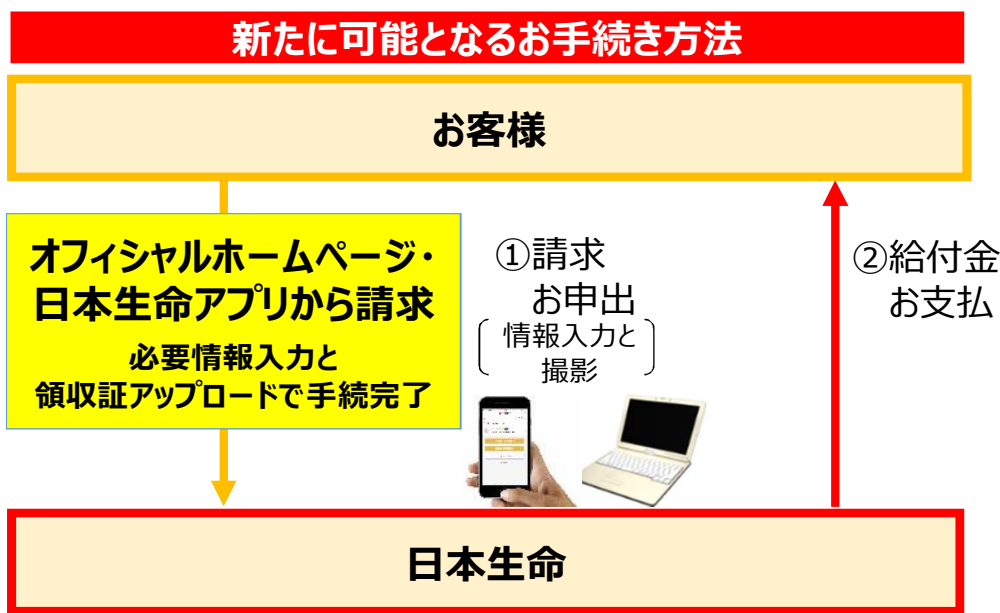 新たに可能となるお手続き方法
お客様
オフィシャルホームページ・
日本生命アプリから請求
必要情報入力と
領収証アップロードで手続完了
①請求
お申出
情報入力と
撮影
②給付金
お支払
日本生命